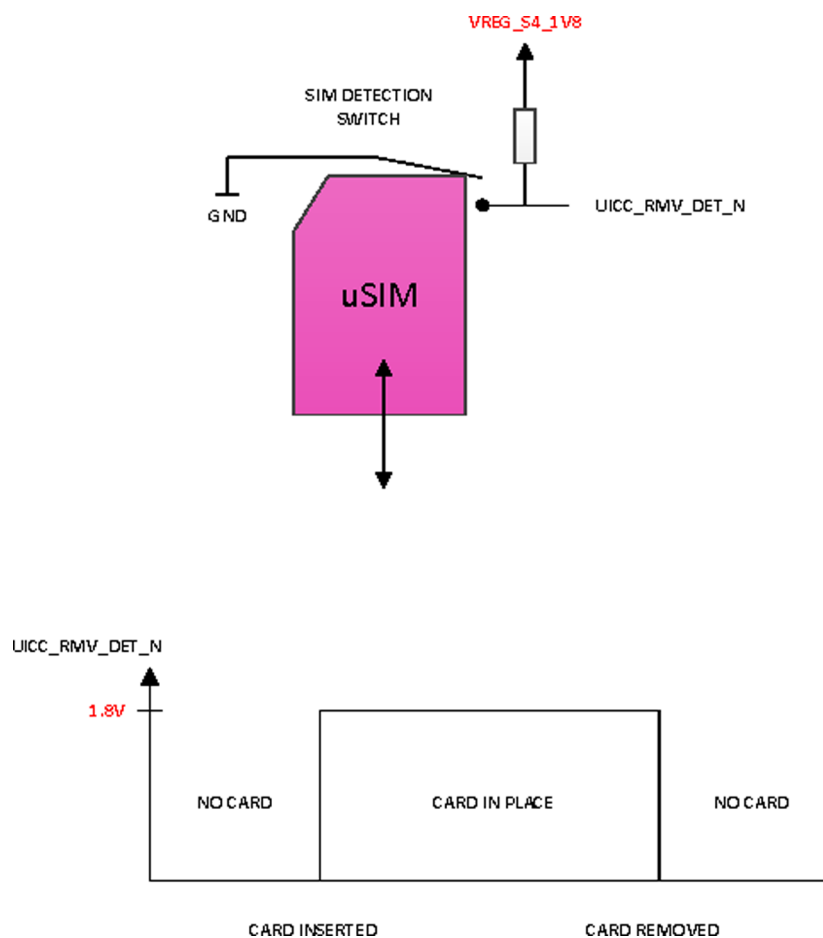 VREG_S4_1V8
SIM DETECTION
SWITCH
GND
UICC_RMV_DET_N
uSIM
UICC_RMV_DET_N
1.8V
NO CARD
CARD IN PLACE
NO CARD
CARD INSERTED
CARD REMOVED